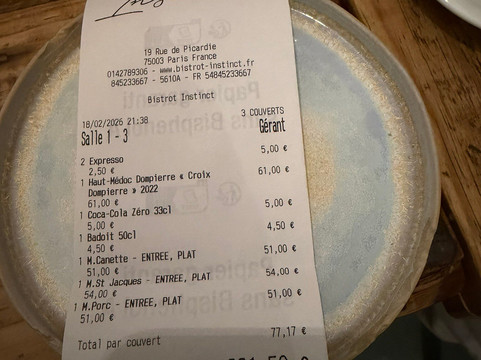 19 Rue de Picardie
75003 Paris France
0142789306 - www.bistrot-instinct.fr
845233667 - 5610A - FR 54845233667
Bistrot Instinct
3 COUVERTS
18/02/2026 21:38
Salle 1 - 3 Gérant
2 Expresso 5,00 €
2,50 €
1 Haut-Médoc Dompierre « Croix 61,00 €
Dompierre » 2022
61,00 €
1 Coca-Cola Zéro 33cl 5,00 €
5,00 €
1 Badoit 50cl 4,50 €
4,50 €
1 M.Canette - ENTREE, PLAT 51,00 €
51,00 €
1 M.St Jacques - ENTREE, PLAT 54,00 €
54,00 €
1 M.Porc - ENTREE, PLAT 51,00 €
51,00 €
Total par couvert 77,17 €